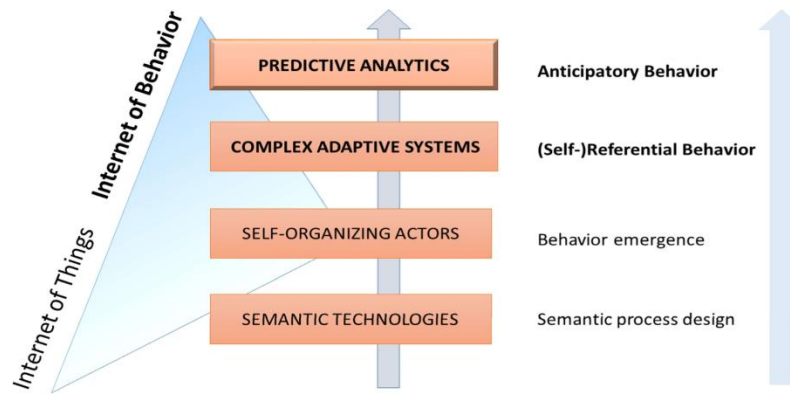 Internet of Behavior
Internet of Things
PREDICTIVE ANALYTICS
Anticipatory Behavior
COMPLEX ADAPTIVE SYSTEMS
(Self-)Referential Behavior
SELF-ORGANIZING ACTORS
Behavior emergence
SEMANTIC TECHNOLOGIES
Semantic process design